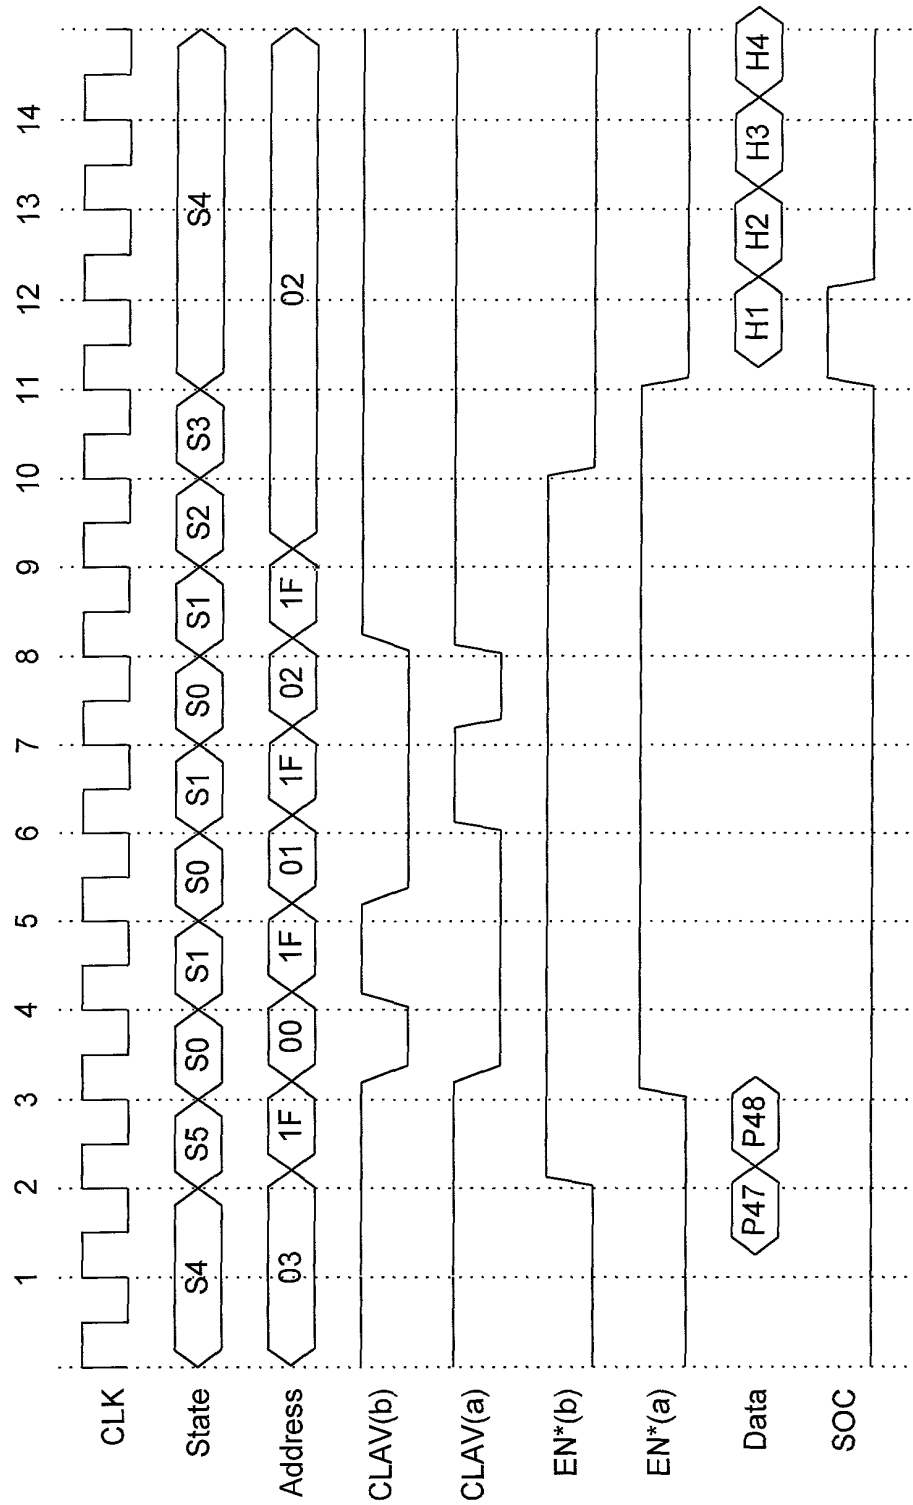 1 2 3 4 5 6 7 8 9 10 11 12 13 14
CLK
State S4 S5 S0 S1 S0 S1 S0 S1 S2 S3 S4
Address 03 1F 00 1F 01 1F 02 1F 02
CLAV(b)
CLAV(a)
EN*(b)
EN*(a)
Data P47 P48 H1 H2 H3 H4
SOC